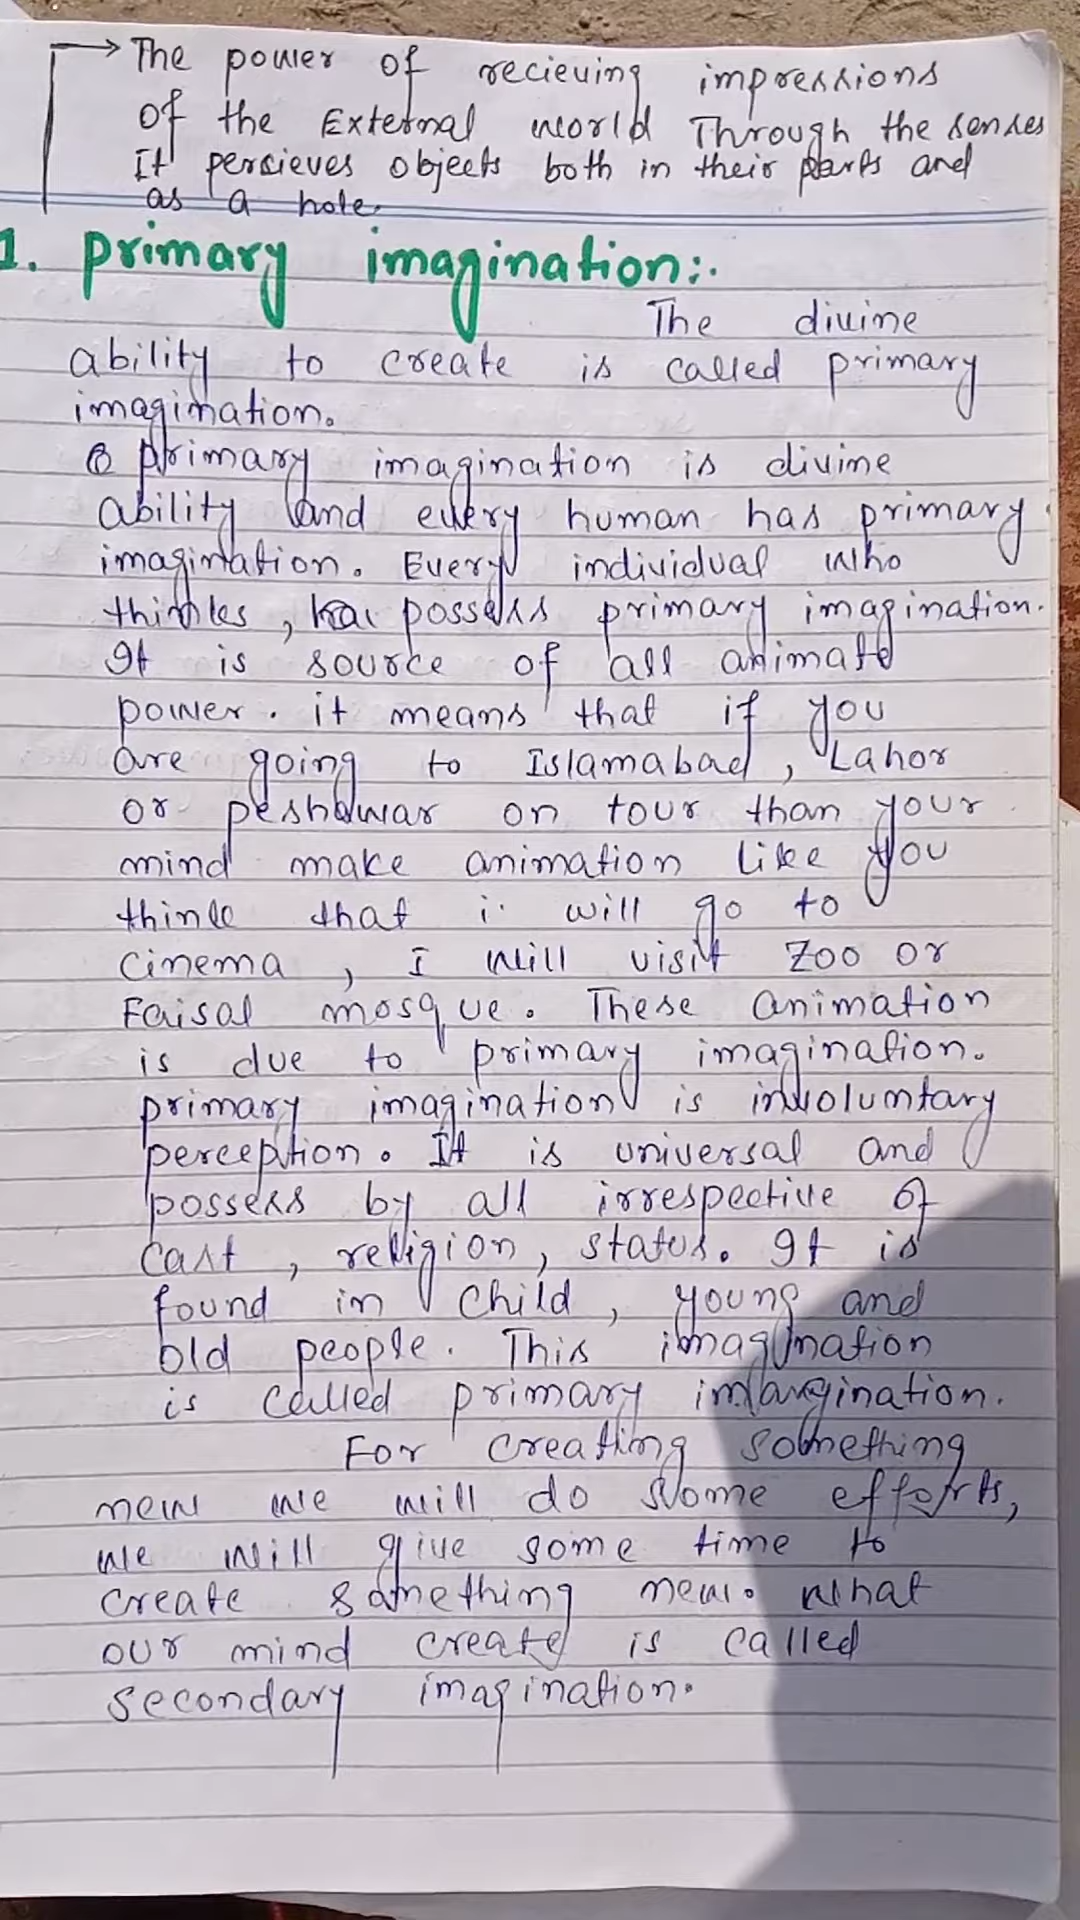 The power of recieving impressions
of the External world Through the senses
It persieves objects both in their parts and
as a hole.
1. primary imagination:.
The divine
ability to create is called primary
imagination.
primary imagination is divine
ability and every human has primary
imagination. Every individual who
thinks, possess primary imagination.
It is source of all animate
power. it means that if you
are going to Islamabad, Lahor
or peshawar on tour than your
mind make animation like you
think that i will go to
cinema, I will visit Zoo or
Faisal mosque. These animation
is due to primary imagination.
primary imagination is involuntary
perception. It is universal and
possess by all irrespective of
cast, religion, status. It is
found in child, young and
old people. This imagination
is called primary imagination.
For creating something
new we will do some efforts,
we will give some time to
create something new. what
our mind create is called
secondary imagination.